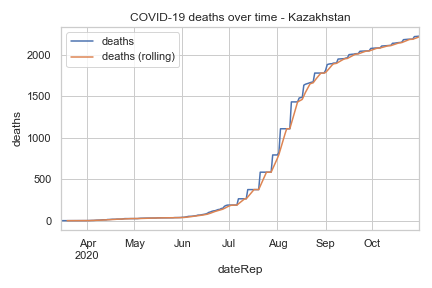 COVID-19 deaths over time - Kazakhstan
deaths
deaths (rolling)
deaths
2000
1500
1000
500
0
Apr
2020
May
Jun
Jul
Aug
Sep
Oct
dateRep